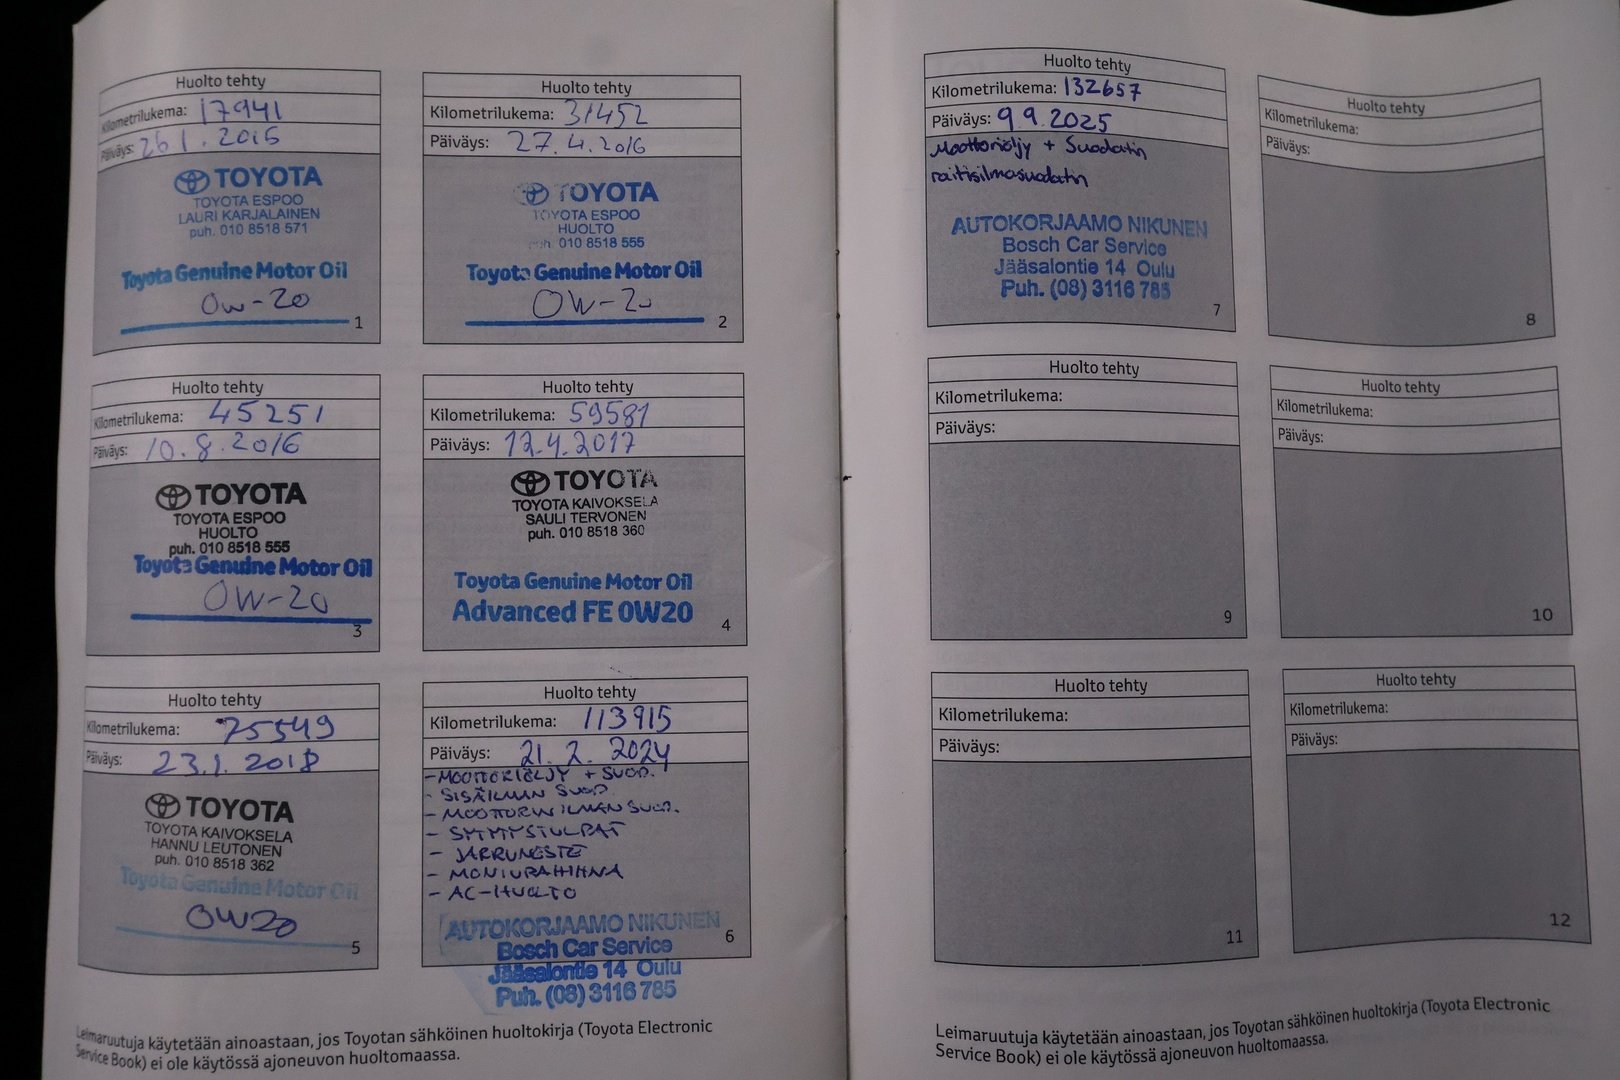 Huolto tehty
Kilometrilukema: 17941
Päiväys: 26 1. 2015
TOYOTA
TOYOTA ESPOO
LAURI KARJALAINEN
puh. 010 8518 571
Toyota Genuine Motor Oil
0w-20
1
Huolto tehty
Kilometrilukema: 31452
Päiväys: 27.4.2016
TOYOTA
TOYOTA ESPOO
HUOLTO
puh. 010 8518 555
Toyota Genuine Motor Oil
0W-20
2
Huolto tehty
Kilometrilukema: 45251
Päiväys: 10.8.2016
TOYOTA
TOYOTA ESPOO
HUOLTO
puh. 010 8518 555
Toyota Genuine Motor Oil
0W-20
3
Huolto tehty
Kilometrilukema: 59581
Päiväys: 12.4.2017
TOYOTA
TOYOTA KAIVOKSELA
SAULI TERVONEN
puh. 010 8518 360
Toyota Genuine Motor Oil
Advanced FE 0W20
4
Huolto tehty
Kilometrilukema: 75549
Päiväys: 23.1.2018
TOYOTA
TOYOTA KAIVOKSELA
HANNU LEUTONEN
puh. 010 8518 362
Toyota Genuine Motor Oil
0W20
5
Huolto tehty
Kilometrilukema: 113915
Päiväys: 21.2.2024
- MOOTTORIÖLJY + SUOD.
- SISÄILMAN SUOD.
- MOOTTORIN ILMAN SUOD.
- SYTYTYSTULPAT
- JARRUNESTE
- MONIURAHIHNA
- AC-HUOLTO
AUTOKORJAAMO NIKUNEN
Bosch Car Service
Jääsalontie 14 Oulu
Puh. (08) 3116 785
6
Leimaruutuja käytetään ainoastaan, jos Toyotan sähköinen huoltokirja (Toyota Electronic
Service Book) ei ole käytössä ajoneuvon huoltomaassa.
Huolto tehty
Kilometrilukema: 132657
Päiväys: 9 9.2025
Moottoriöljy + Suodatin
raitisilmasuodatin
AUTOKORJAAMO NIKUNEN
Bosch Car Service
Jääsalontie 14 Oulu
Puh. (08) 3116 785
7
Huolto tehty
Kilometrilukema:
Päiväys:
8
Huolto tehty
Kilometrilukema:
Päiväys:
9
Huolto tehty
Kilometrilukema:
Päiväys:
10
Huolto tehty
Kilometrilukema:
Päiväys:
11
Huolto tehty
Kilometrilukema:
Päiväys:
12
Leimaruutuja käytetään ainoastaan, jos Toyotan sähköinen huoltokirja (Toyota Electronic
Service Book) ei ole käytössä ajoneuvon huoltomaassa.